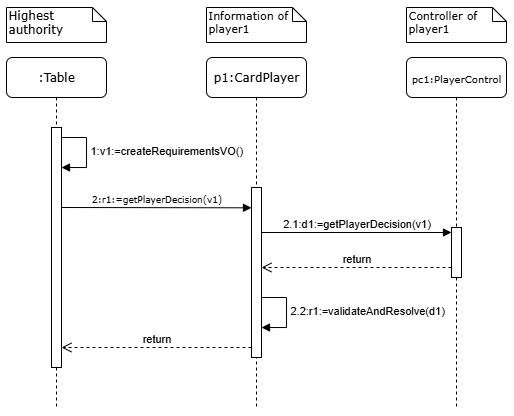 Highest
authority
Information of
player1
Controller of
player1
:Table
p1:CardPlayer
pc1:PlayerControl
1:v1:=createRequirementsVO()
2:r1:=getPlayerDecision(v1)
2.1:d1:=getPlayerDecision(v1)
return
2.2:r1:=validateAndResolve(d1)
return